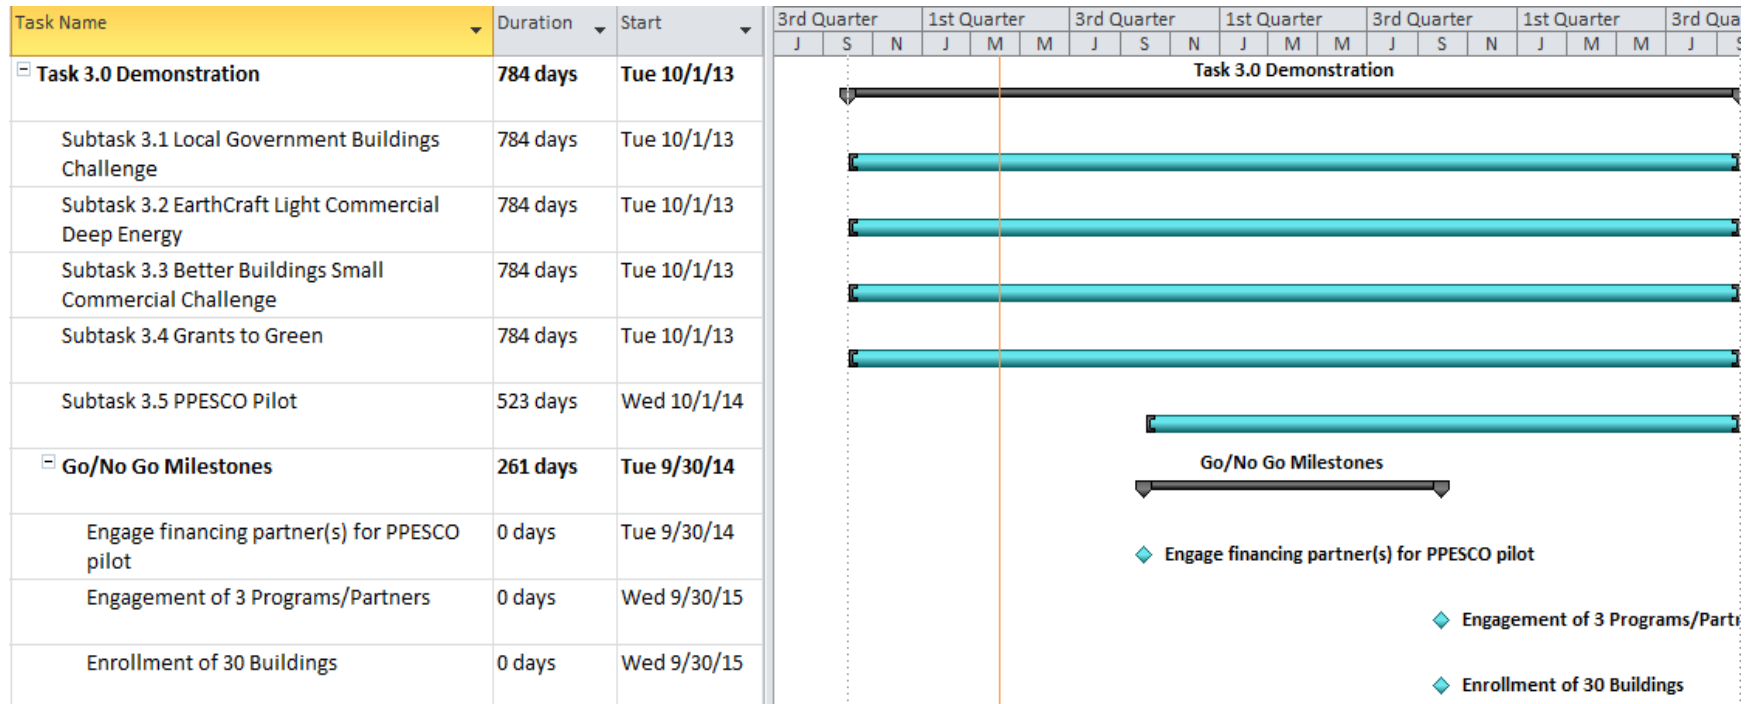 Task Name Duration Start 3rd Quarter 1st Quarter 3rd Quarter 1st Quarter 3rd Quarter 1st Quarter 3rd Qua
J S N J M M J S N J M M J S N J M M J S
Task 3.0 Demonstration 784 days Tue 10/1/13 Task 3.0 Demonstration
Subtask 3.1 Local Government Buildings 784 days Tue 10/1/13
Challenge
Subtask 3.2 EarthCraft Light Commercial 784 days Tue 10/1/13
Deep Energy
Subtask 3.3 Better Buildings Small 784 days Tue 10/1/13
Commercial Challenge
Subtask 3.4 Grants to Green 784 days Tue 10/1/13
Subtask 3.5 PPESCO Pilot 523 days Wed 10/1/14
Go/No Go Milestones 261 days Tue 9/30/14 Go/No Go Milestones
Engage financing partner(s) for PPESCO 0 days Tue 9/30/14
pilot
Engage financing partner(s) for PPESCO pilot
Engagement of 3 Programs/Partners 0 days Wed 9/30/15
Engagement of 3 Programs/Partn
Enrollment of 30 Buildings 0 days Wed 9/30/15
Enrollment of 30 Buildings